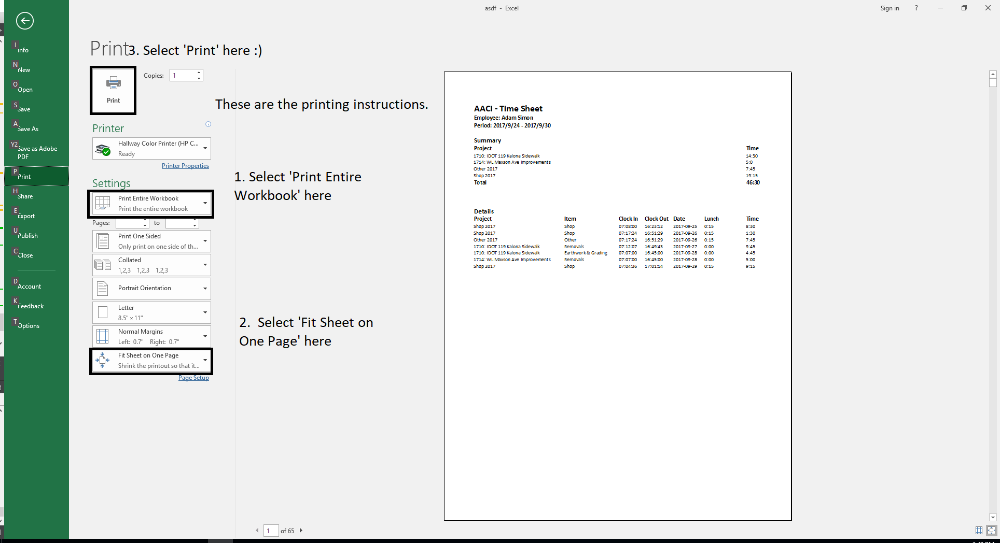 asdf - Excel
Sign in ?
I
Info
N
New
O
Open
S
Save
A
Save As
Y2
Save as Adobe
PDF
P
Print
H
Share
E
Export
U
Publish
C
Close
D
Account
K
Feedback
T
Options
Print
3. Select 'Print' here :)
Print
Copies: 1
These are the printing instructions.
Printer
Hallway Color Printer (HP C...
Ready
Printer Properties
Settings
1. Select 'Print Entire
Workbook' here
Print Entire Workbook
Print the entire workbook
Pages: to
Print One Sided
Only print on one side of th...
Collated
1,2,3 1,2,3 1,2,3
Portrait Orientation
Letter
8.5" x 11"
Normal Margins
Left: 0.7" Right: 0.7"
2. Select 'Fit Sheet on
One Page' here
Fit Sheet on One Page
Shrink the printout so that it...
Page Setup
AACI - Time Sheet
Employee: Adam Simon
Period: 2017/9/24 - 2017/9/30
Summary
Project Time
1710: IDOT 119 Kalona Sidewalk 14:30
1714: WL Maxson Ave Improvements 5:0
Other 2017 7:45
Shop 2017 19:15
Total 46:30
Details
Project Item Clock In Clock Out Date Lunch Time
Shop 2017 Shop 07:08:00 16:23:12 2017-09-25 0:15 8:30
Shop 2017 Shop 07:17:24 16:51:29 2017-09-26 0:15 1:30
Other 2017 Other 07:17:24 16:51:29 2017-09-26 0:15 7:45
1710: IDOT 119 Kalona Sidewalk Removals 07:12:07 16:49:43 2017-09-27 0:00 9:45
1710: IDOT 119 Kalona Sidewalk Earthwork & Grading 07:07:00 16:45:00 2017-09-28 0:00 4:45
1714: WL Maxson Ave Improvements Removals 07:07:00 16:45:00 2017-09-28 0:00 5:00
Shop 2017 Shop 07:04:36 17:01:14 2017-09-29 0:15 9:15
1 of 65